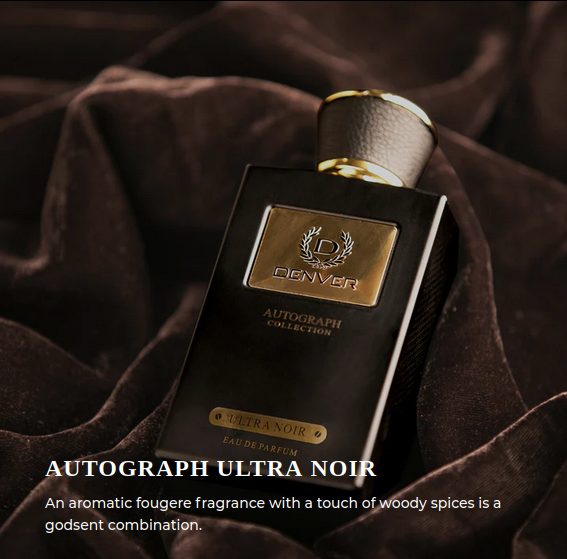 D
DENVER
AUTOGRAPH
COLLECTION
ULTRA NOIR
EAU DE PARFUM
AUTOGRAPH ULTRA NOIR
An aromatic fougere fragrance with a touch of woody spices is a
godsent combination.